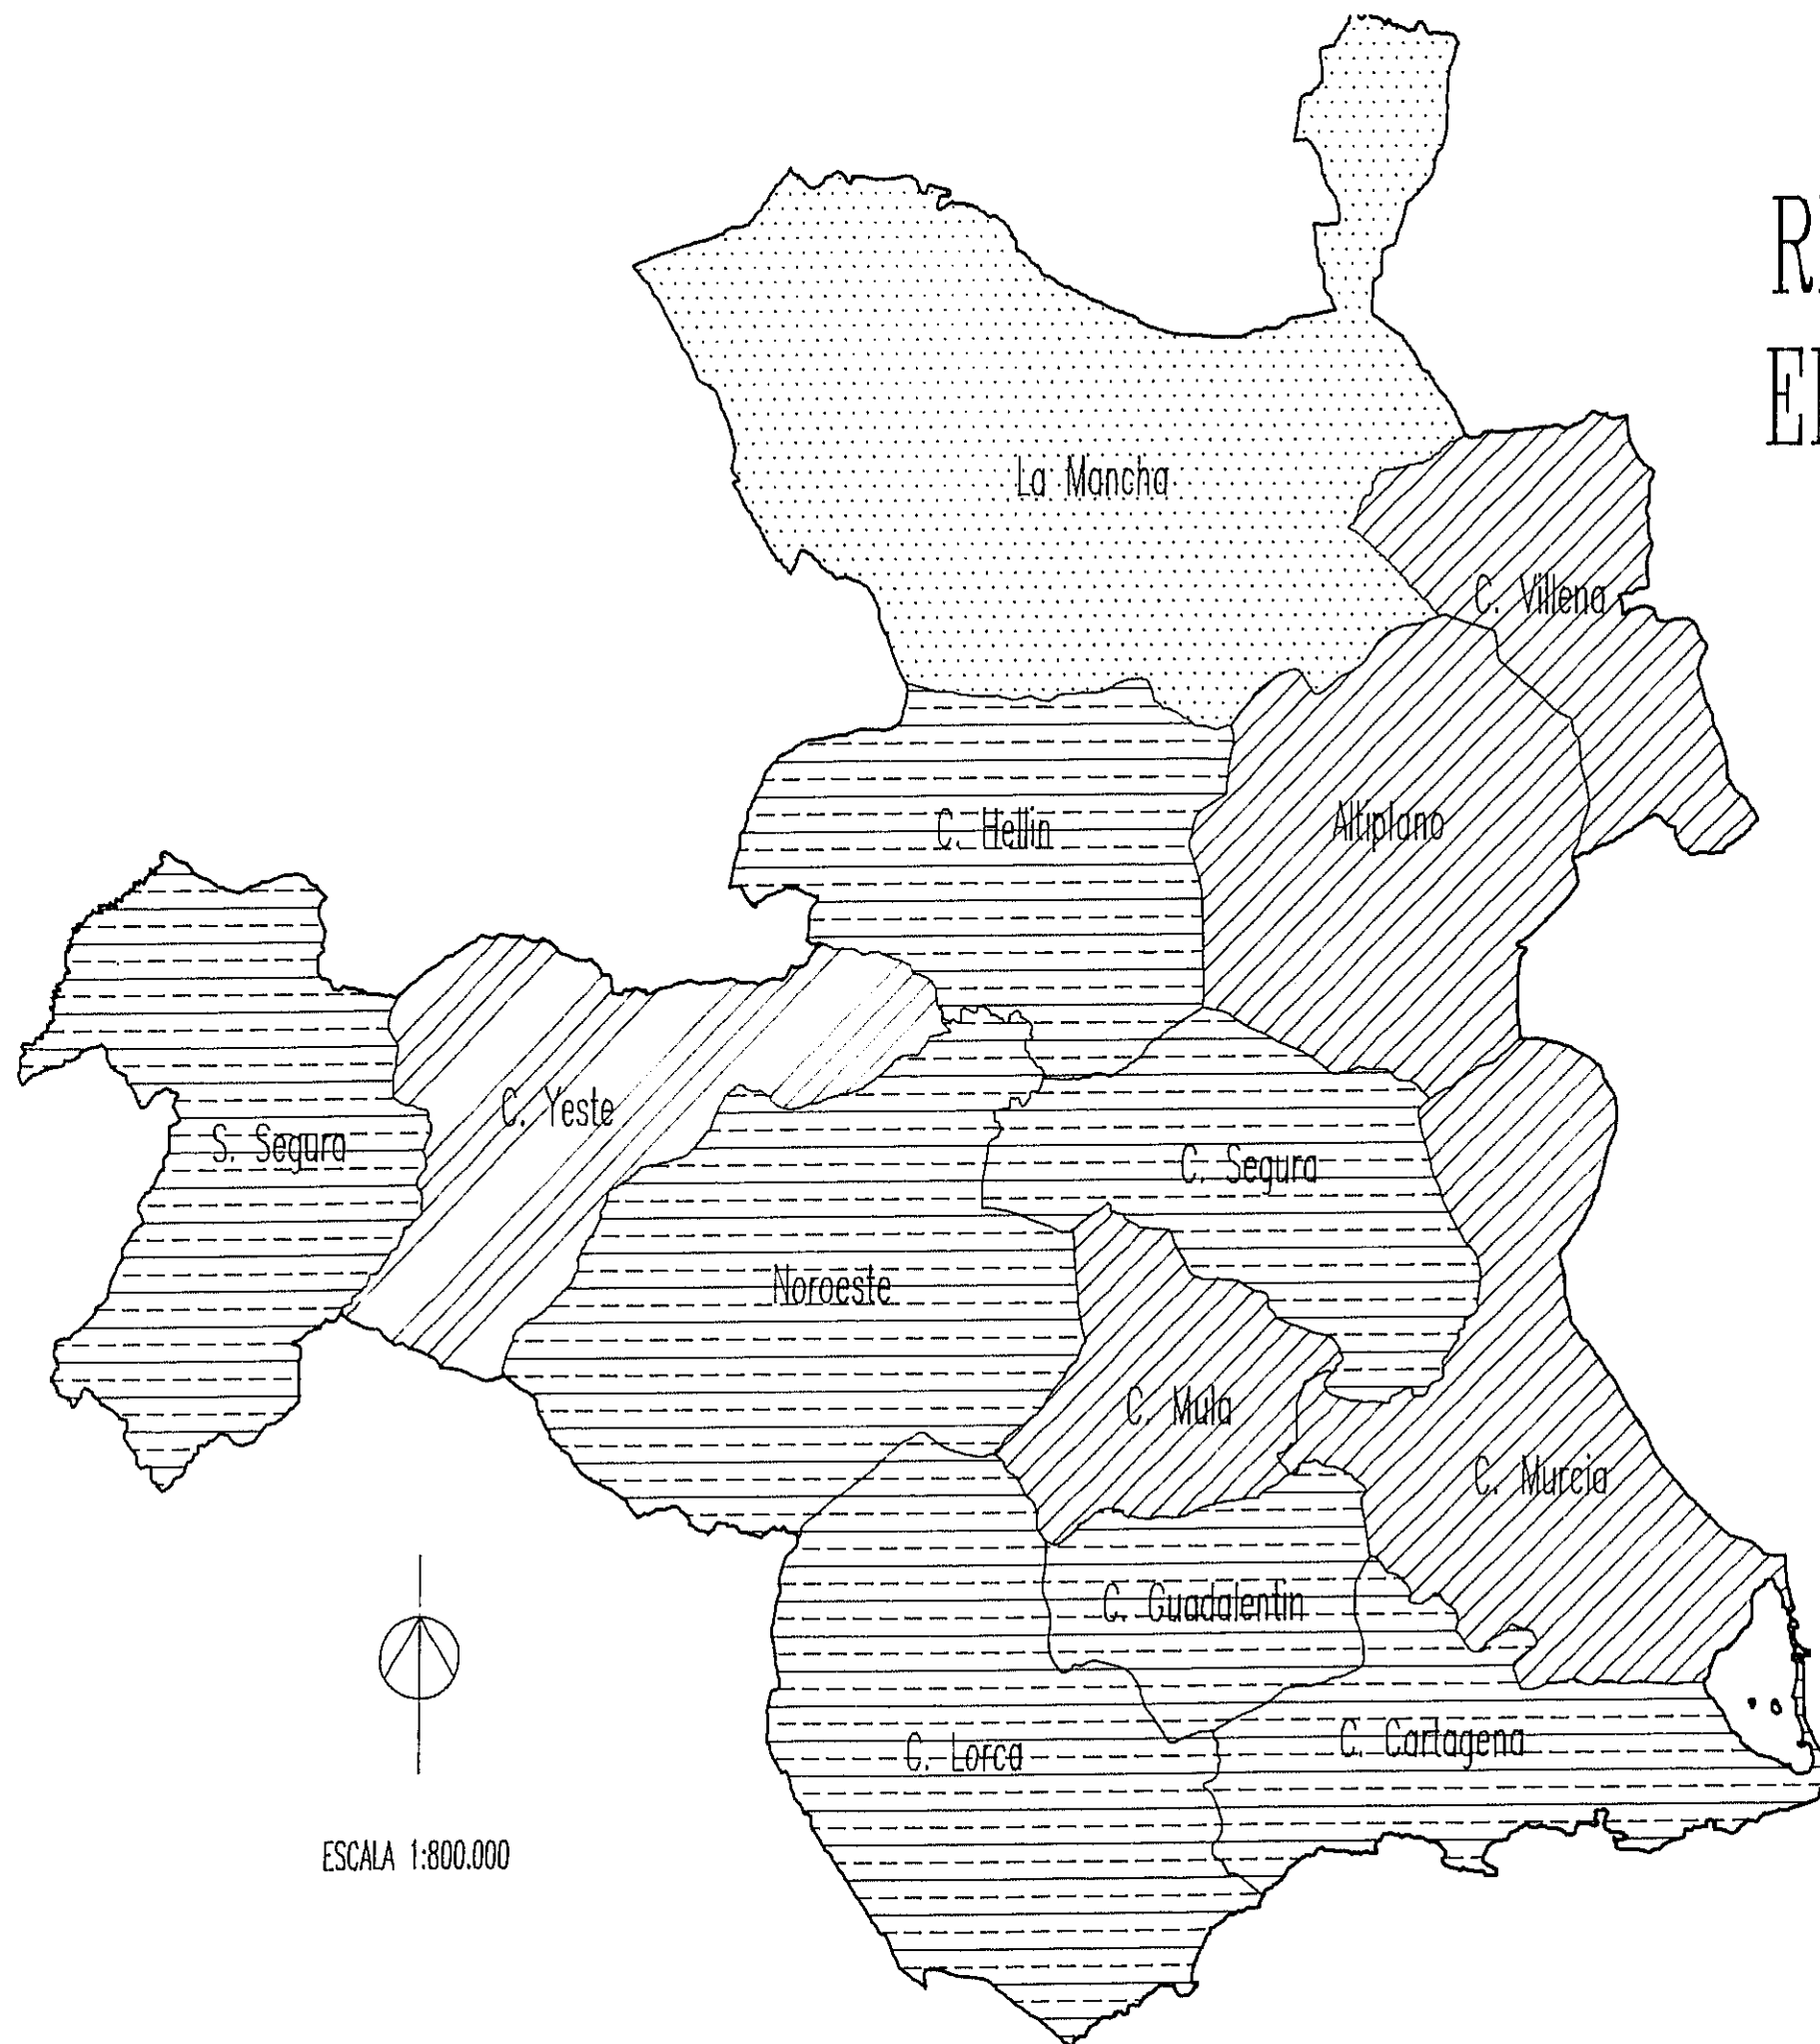 La Mancha
C. Villena
C. Hellin
Altiplano
C. Yeste
S. Segura
C. Segura
Noroeste
C. Mula
C. Murcia
C. Guadalentin
C. Lorca
C. Cartagena
ESCALA 1:800.000